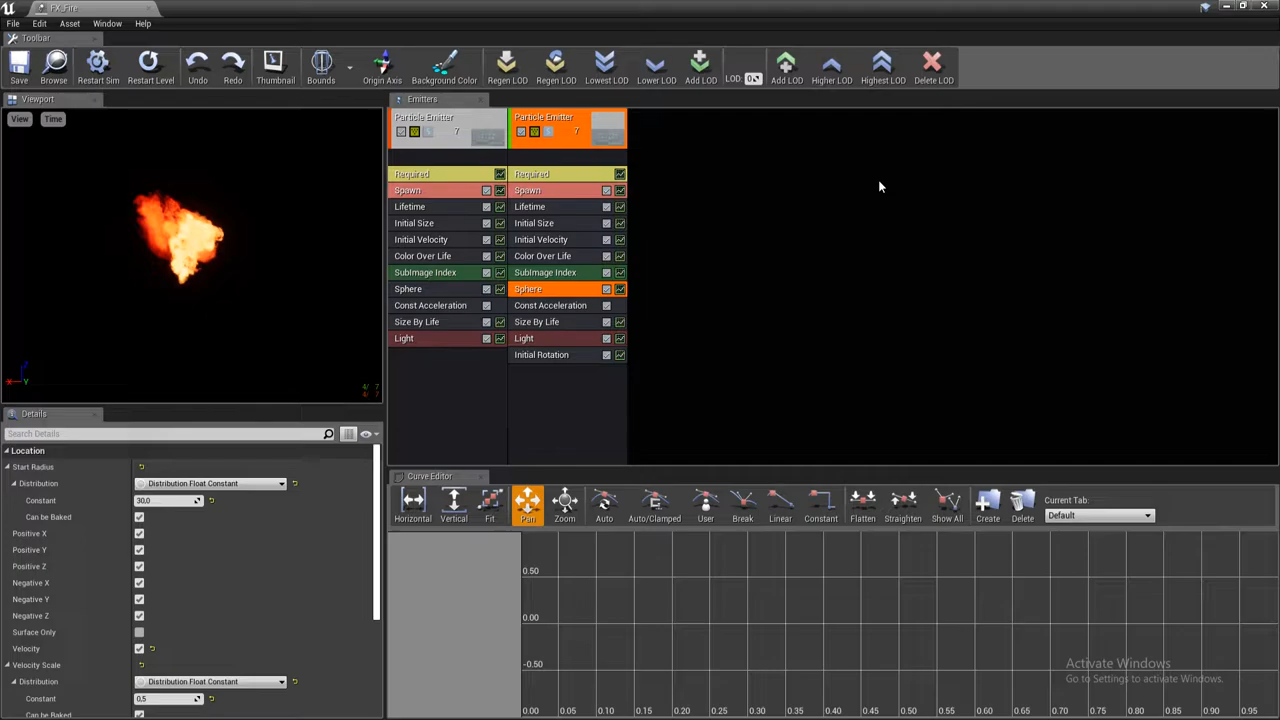 FX_Fire
File Edit Asset Window Help
Toolbar
Save Browse Restart Sim Restart Level Undo Redo Thumbnail Bounds Origin Axis Background Color Regen LOD Regen LOD Lowest LOD Lower LOD Add LOD LOD: 0 Add LOD Higher LOD Highest LOD Delete LOD
Viewport
Emitters
View Time
Particle Emitter Particle Emitter
7 7
Required Required
Spawn Spawn
Lifetime Lifetime
Initial Size Initial Size
Initial Velocity Initial Velocity
Color Over Life Color Over Life
SubImage Index SubImage Index
Sphere Sphere
Const Acceleration Const Acceleration
Size By Life Size By Life
Light Light
Initial Rotation
Z
X Y
4/ 7
4/ 7
Details
Search Details
Location
Start Radius
Distribution Distribution Float Constant
Constant 30,0
Can be Baked
Positive X
Positive Y
Positive Z
Negative X
Negative Y
Negative Z
Surface Only
Velocity
Velocity Scale
Distribution Distribution Float Constant
Constant 0,5
Can be Baked
Curve Editor
Horizontal Vertical Fit Pan Zoom Auto Auto/Clamped User Break Linear Constant Flatten Straighten Show All Create Delete
Current Tab:
Default
0.50
0.00
-0.50
0.00 0.05 0.10 0.15 0.20 0.25 0.30 0.35 0.40 0.45 0.50 0.55 0.60 0.65 0.70 0.75 0.80 0.85 0.90 0.95
Activate Windows
Go to Settings to activate Windows.